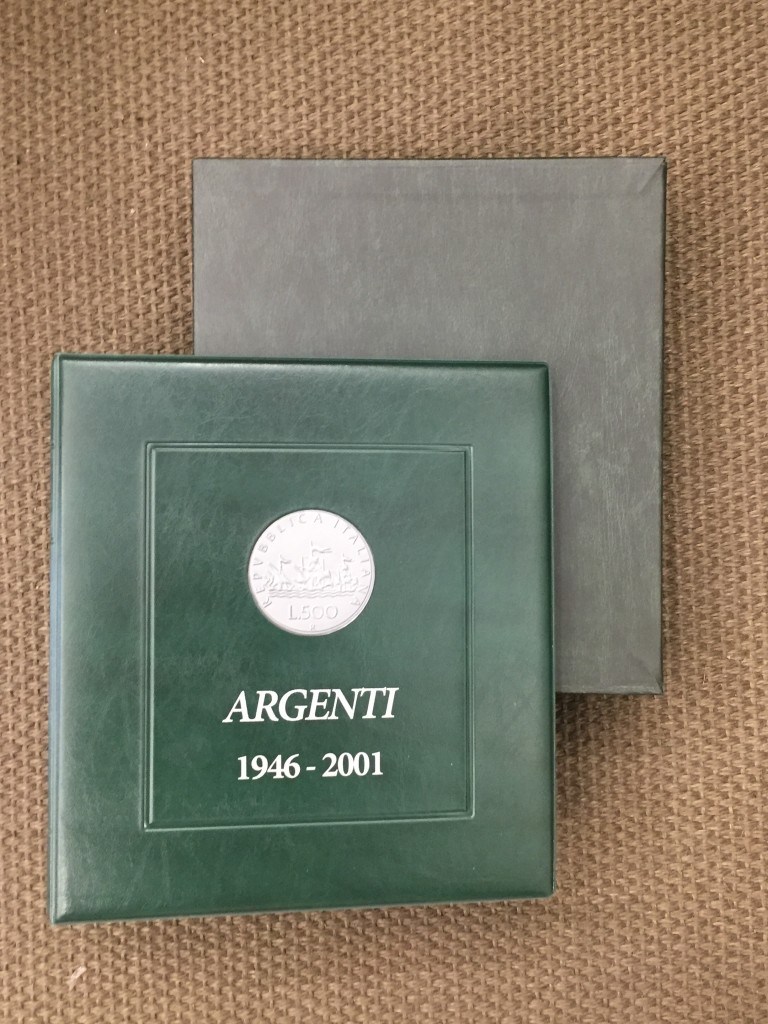 REPVBBLICA ITALIANA
L.500
R
ARGENTI
1946 - 2001